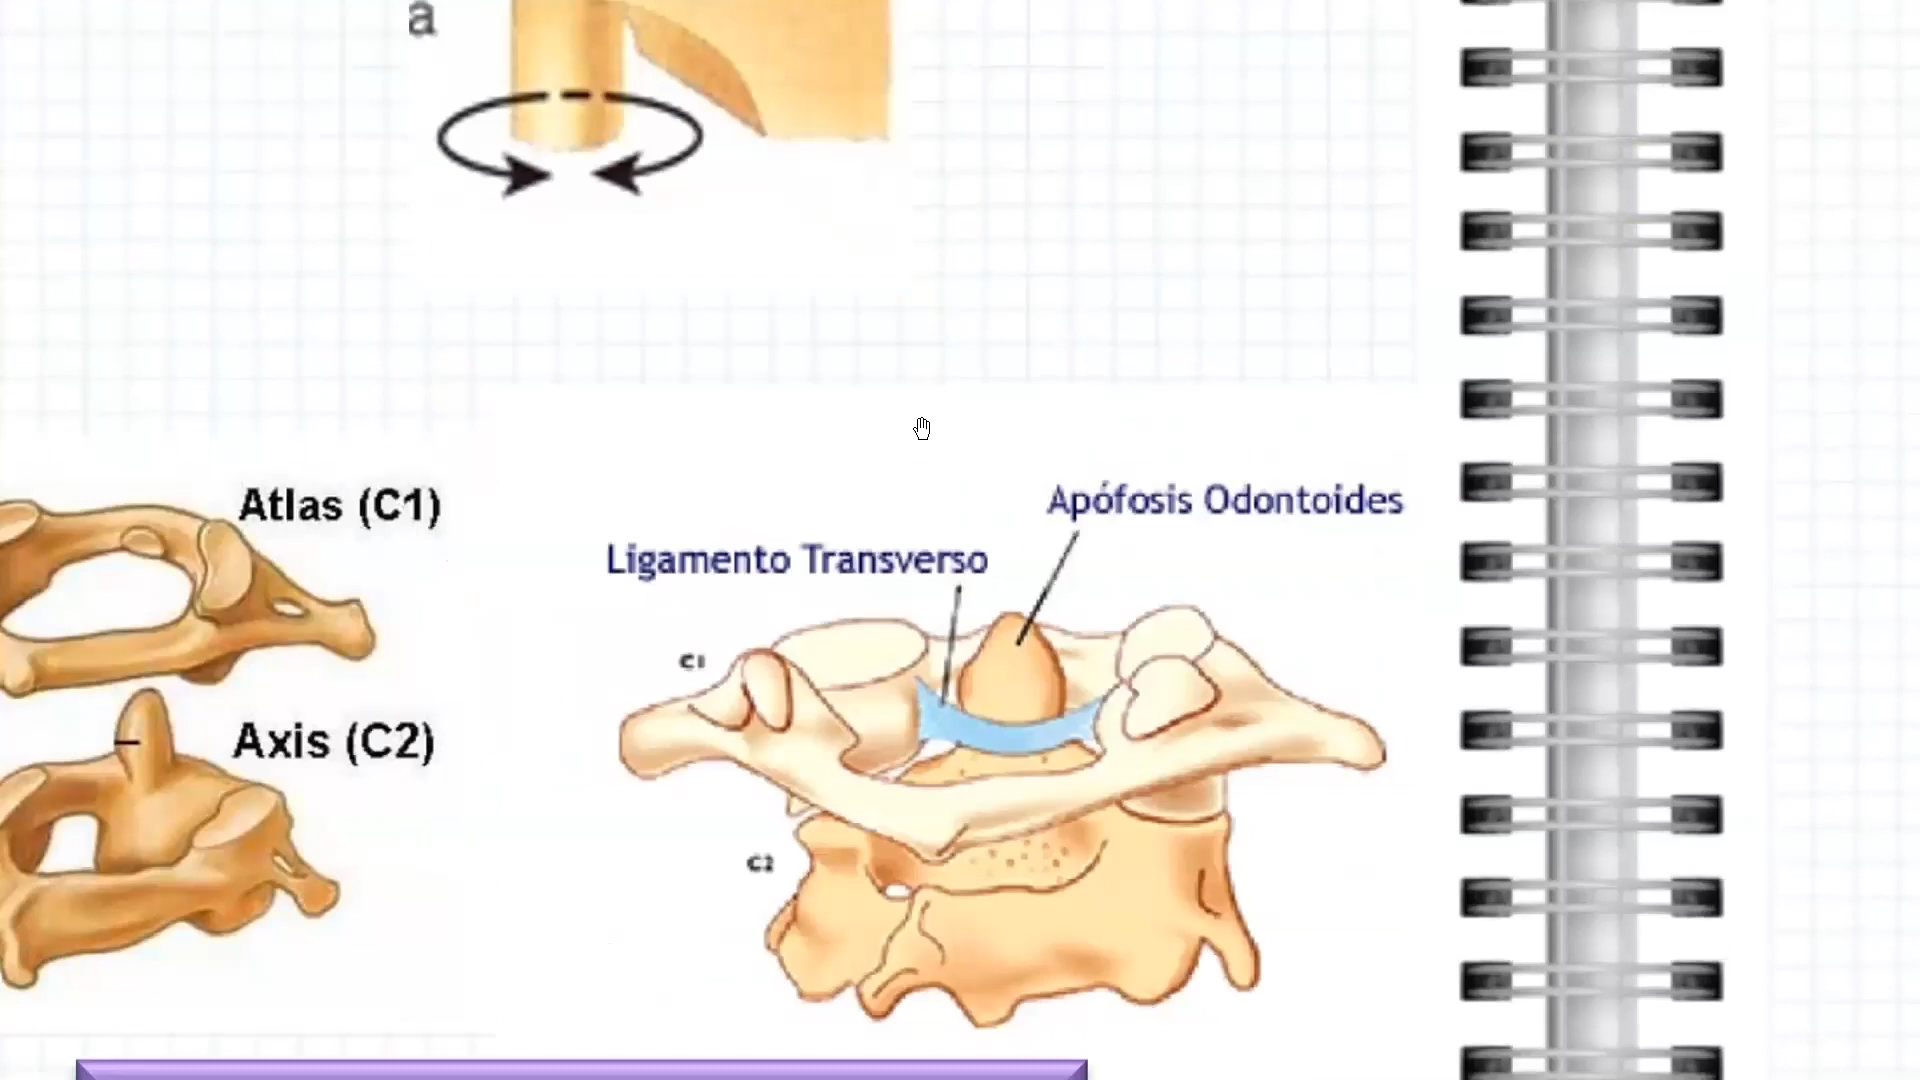 a
Atlas (C1)
Apófosis Odontoides
Ligamento Transverso
C1
Axis (C2)
C2